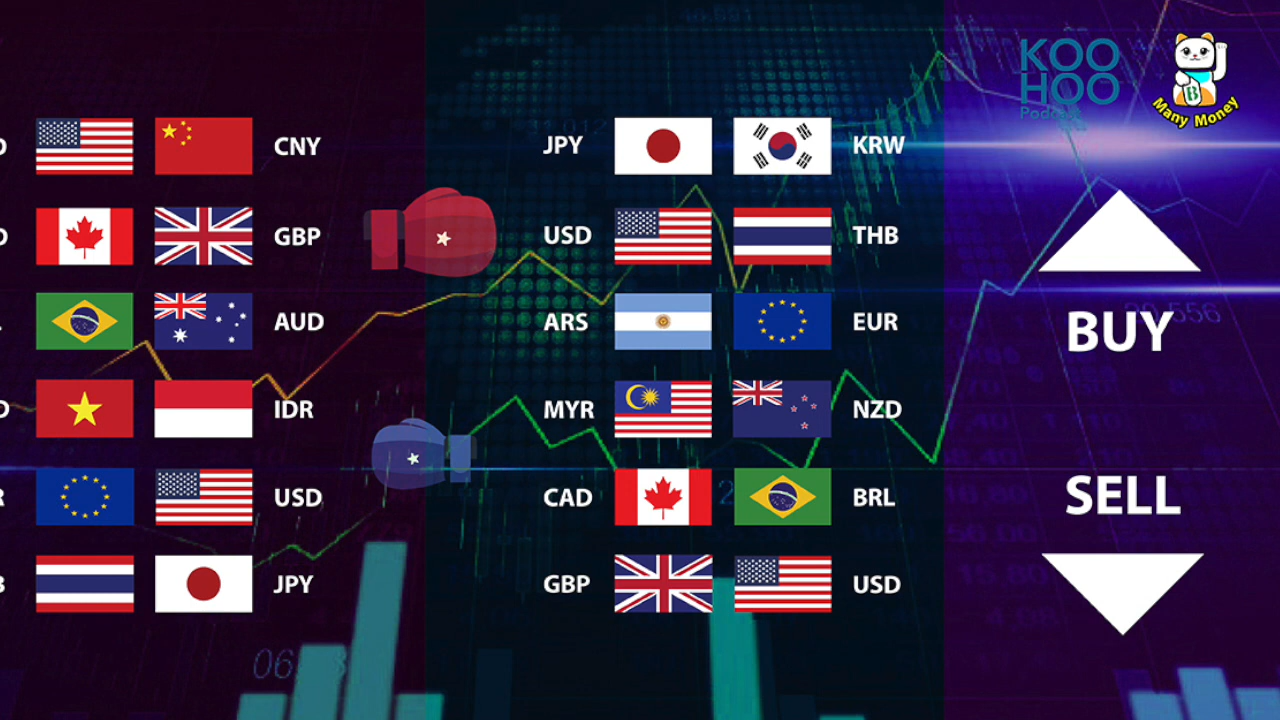 CNY
GBP
AUD
IDR
USD
JPY
JPY KRW
USD THB
ARS EUR
MYR NZD
CAD BRL
GBP USD
KOO
HOO
Podcast
Many Money
B
BUY
SELL